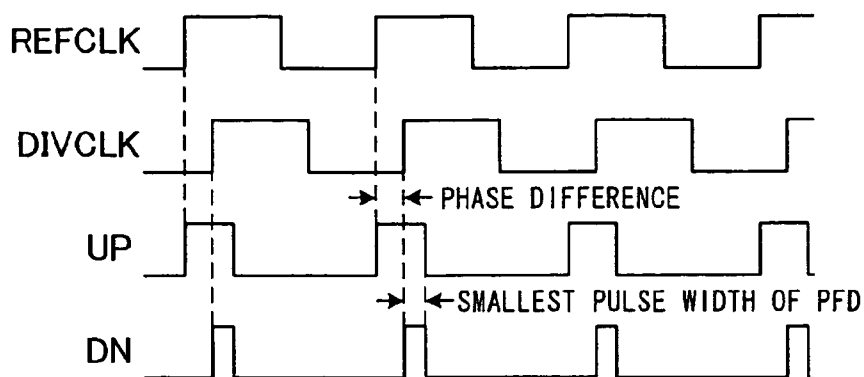 REFCLK
DIVCLK
PHASE DIFFERENCE
UP
SMALLEST PULSE WIDTH OF PFD
DN